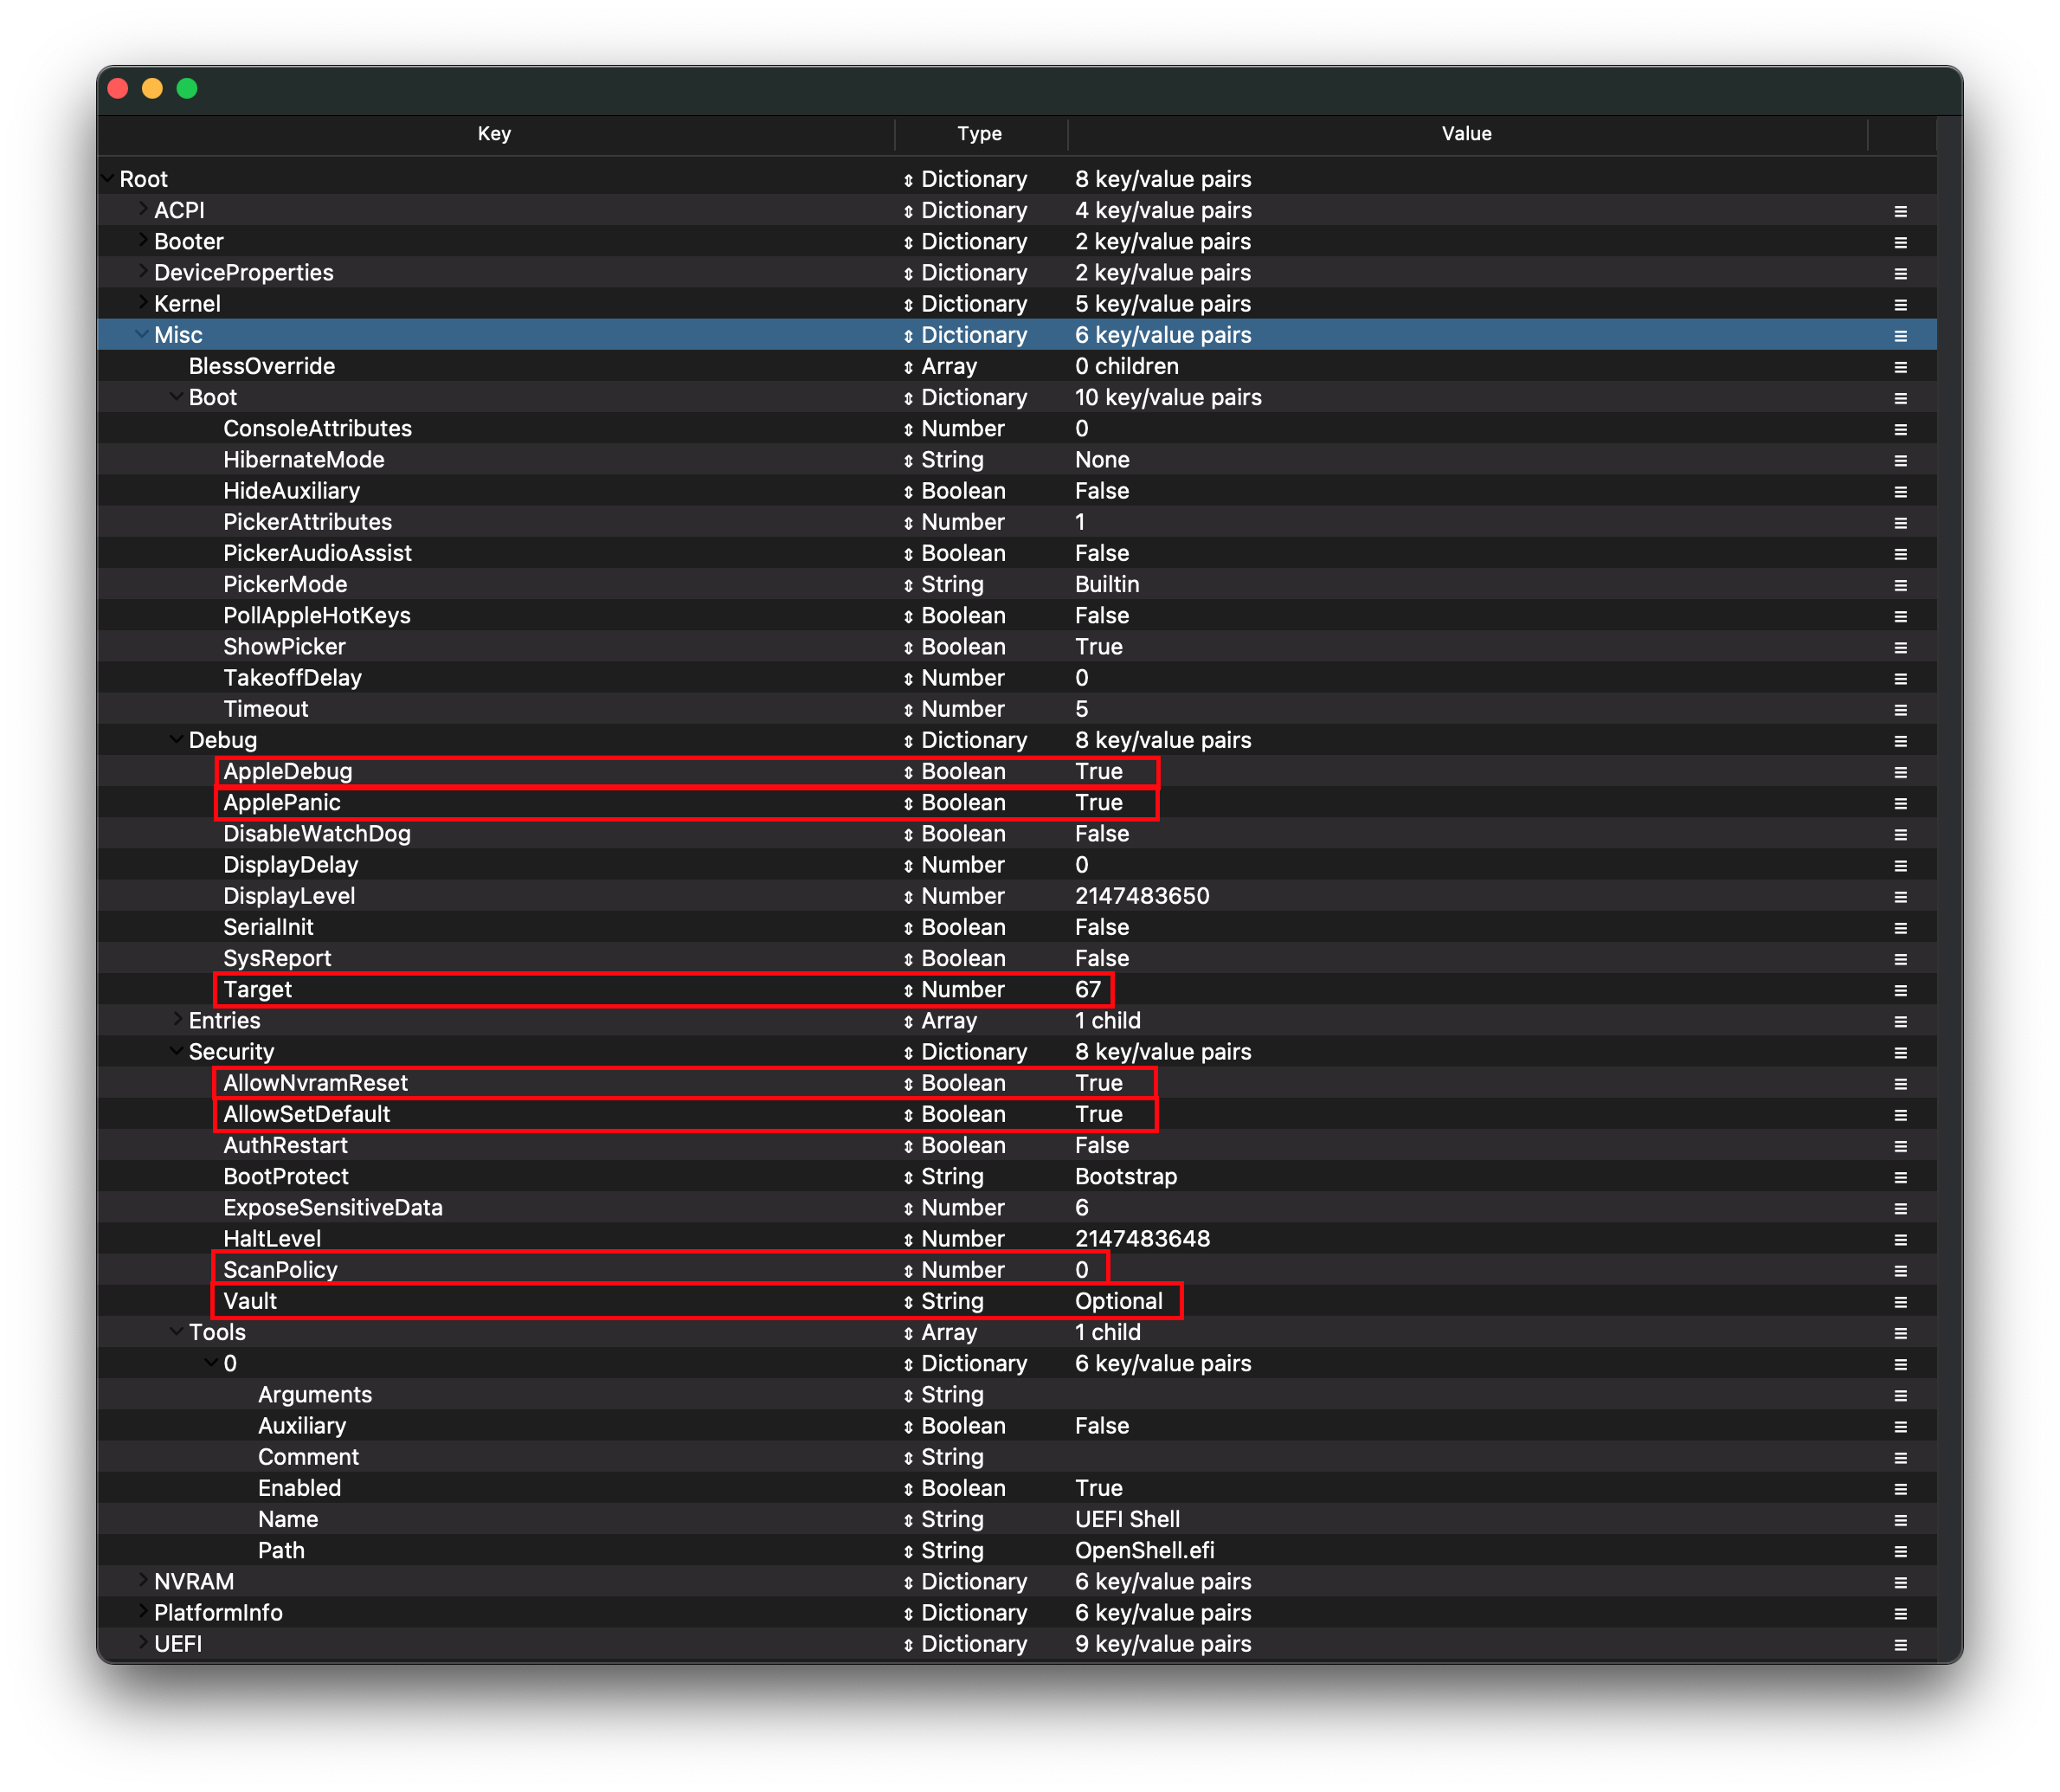 Key Type Value
Root Dictionary 8 key/value pairs
ACPI Dictionary 4 key/value pairs
Booter Dictionary 2 key/value pairs
DeviceProperties Dictionary 2 key/value pairs
Kernel Dictionary 5 key/value pairs
Misc Dictionary 6 key/value pairs
BlessOverride Array 0 children
Boot Dictionary 10 key/value pairs
ConsoleAttributes Number 0
HibernateMode String None
HideAuxiliary Boolean False
PickerAttributes Number 1
PickerAudioAssist Boolean False
PickerMode String Builtin
PollAppleHotKeys Boolean False
ShowPicker Boolean True
TakeoffDelay Number 0
Timeout Number 5
Debug Dictionary 8 key/value pairs
AppleDebug Boolean True
ApplePanic Boolean True
DisableWatchDog Boolean False
DisplayDelay Number 0
DisplayLevel Number 2147483650
SerialInit Boolean False
SysReport Boolean False
Target Number 67
Entries Array 1 child
Security Dictionary 8 key/value pairs
AllowNvramReset Boolean True
AllowSetDefault Boolean True
AuthRestart Boolean False
BootProtect String Bootstrap
ExposeSensitiveData Number 6
HaltLevel Number 2147483648
ScanPolicy Number 0
Vault String Optional
Tools Array 1 child
0 Dictionary 6 key/value pairs
Arguments String
Auxiliary Boolean False
Comment String
Enabled Boolean True
Name String UEFI Shell
Path String OpenShell.efi
NVRAM Dictionary 6 key/value pairs
PlatformInfo Dictionary 6 key/value pairs
UEFI Dictionary 9 key/value pairs